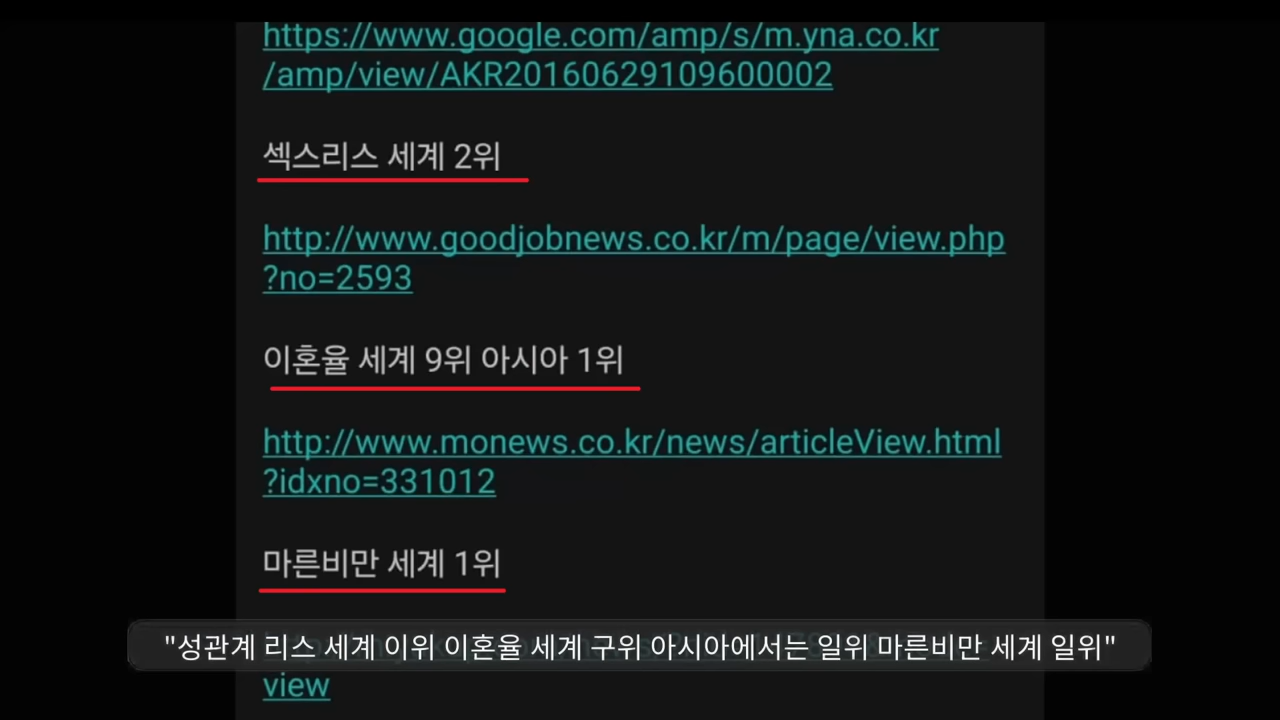 https://www.google.com/amp/s/m.yna.co.kr
/amp/view/AKR20160629109600002
섹스리스 세계 2위
http://www.goodjobnews.co.kr/m/page/view.php
?no=2593
이혼율 세계 9위 아시아 1위
http://www.monews.co.kr/news/articleView.html
?idxno=331012
마른비만 세계 1위
"성관계 리스 세계 이위 이혼율 세계 구위 아시아에서는 일위 마른비만 세계 일위"
view